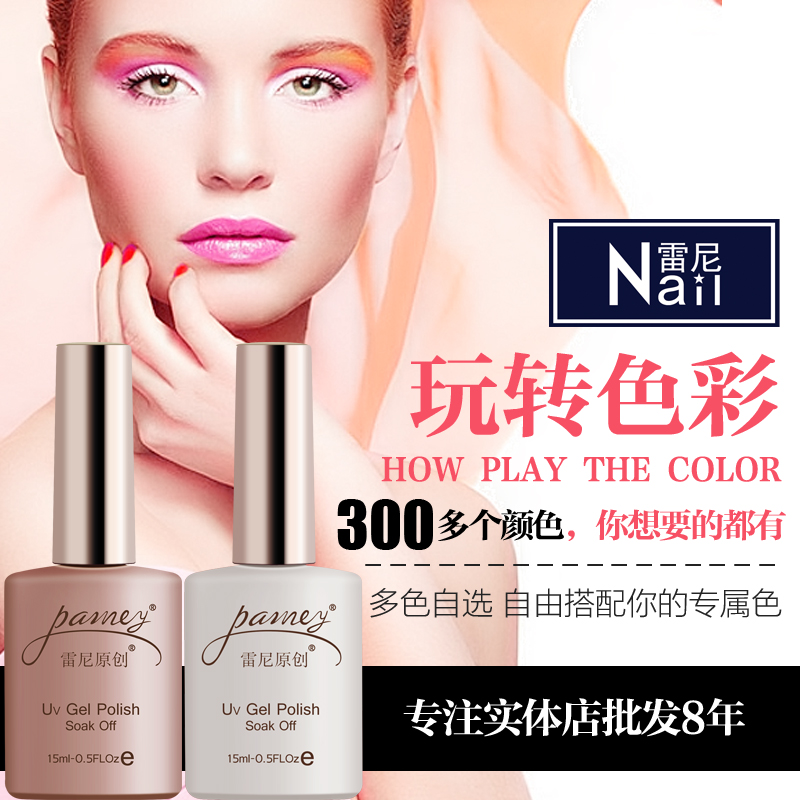 雷尼
Nail
玩转色彩
HOW PLAY THE COLOR
300多个颜色，你想要的都有
多色自选 自由搭配你的专属色
专注实体店批发8年
pamey®
雷尼原创®
Uv Gel Polish
Soak Off
15ml-0.5FLOz e
pamey®
雷尼原创®
Uv Gel Polish
Soak Off
15ml-0.5FLOz e